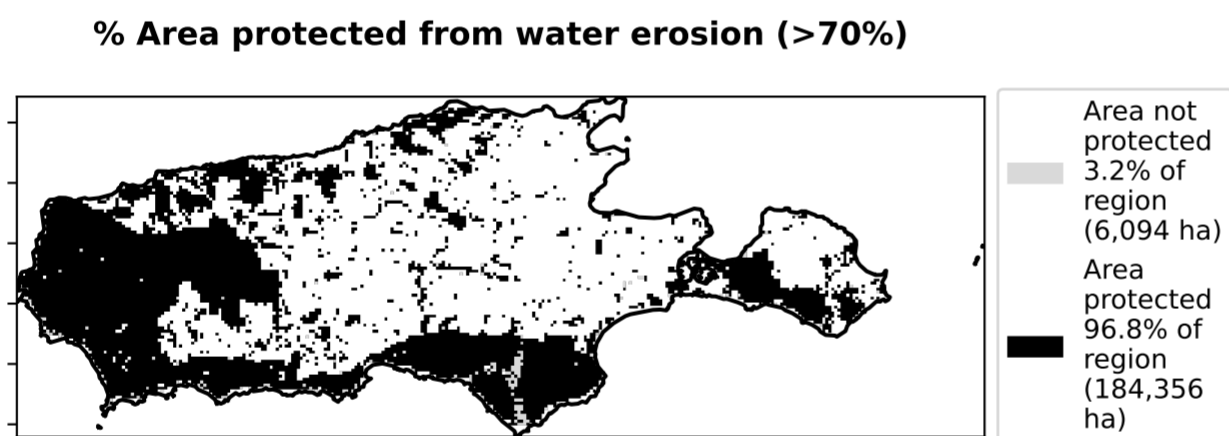 % Area protected from water erosion (>70%)
Area not
protected
3.2% of
region
(6,094 ha)
Area
protected
96.8% of
region
(184,356
ha)